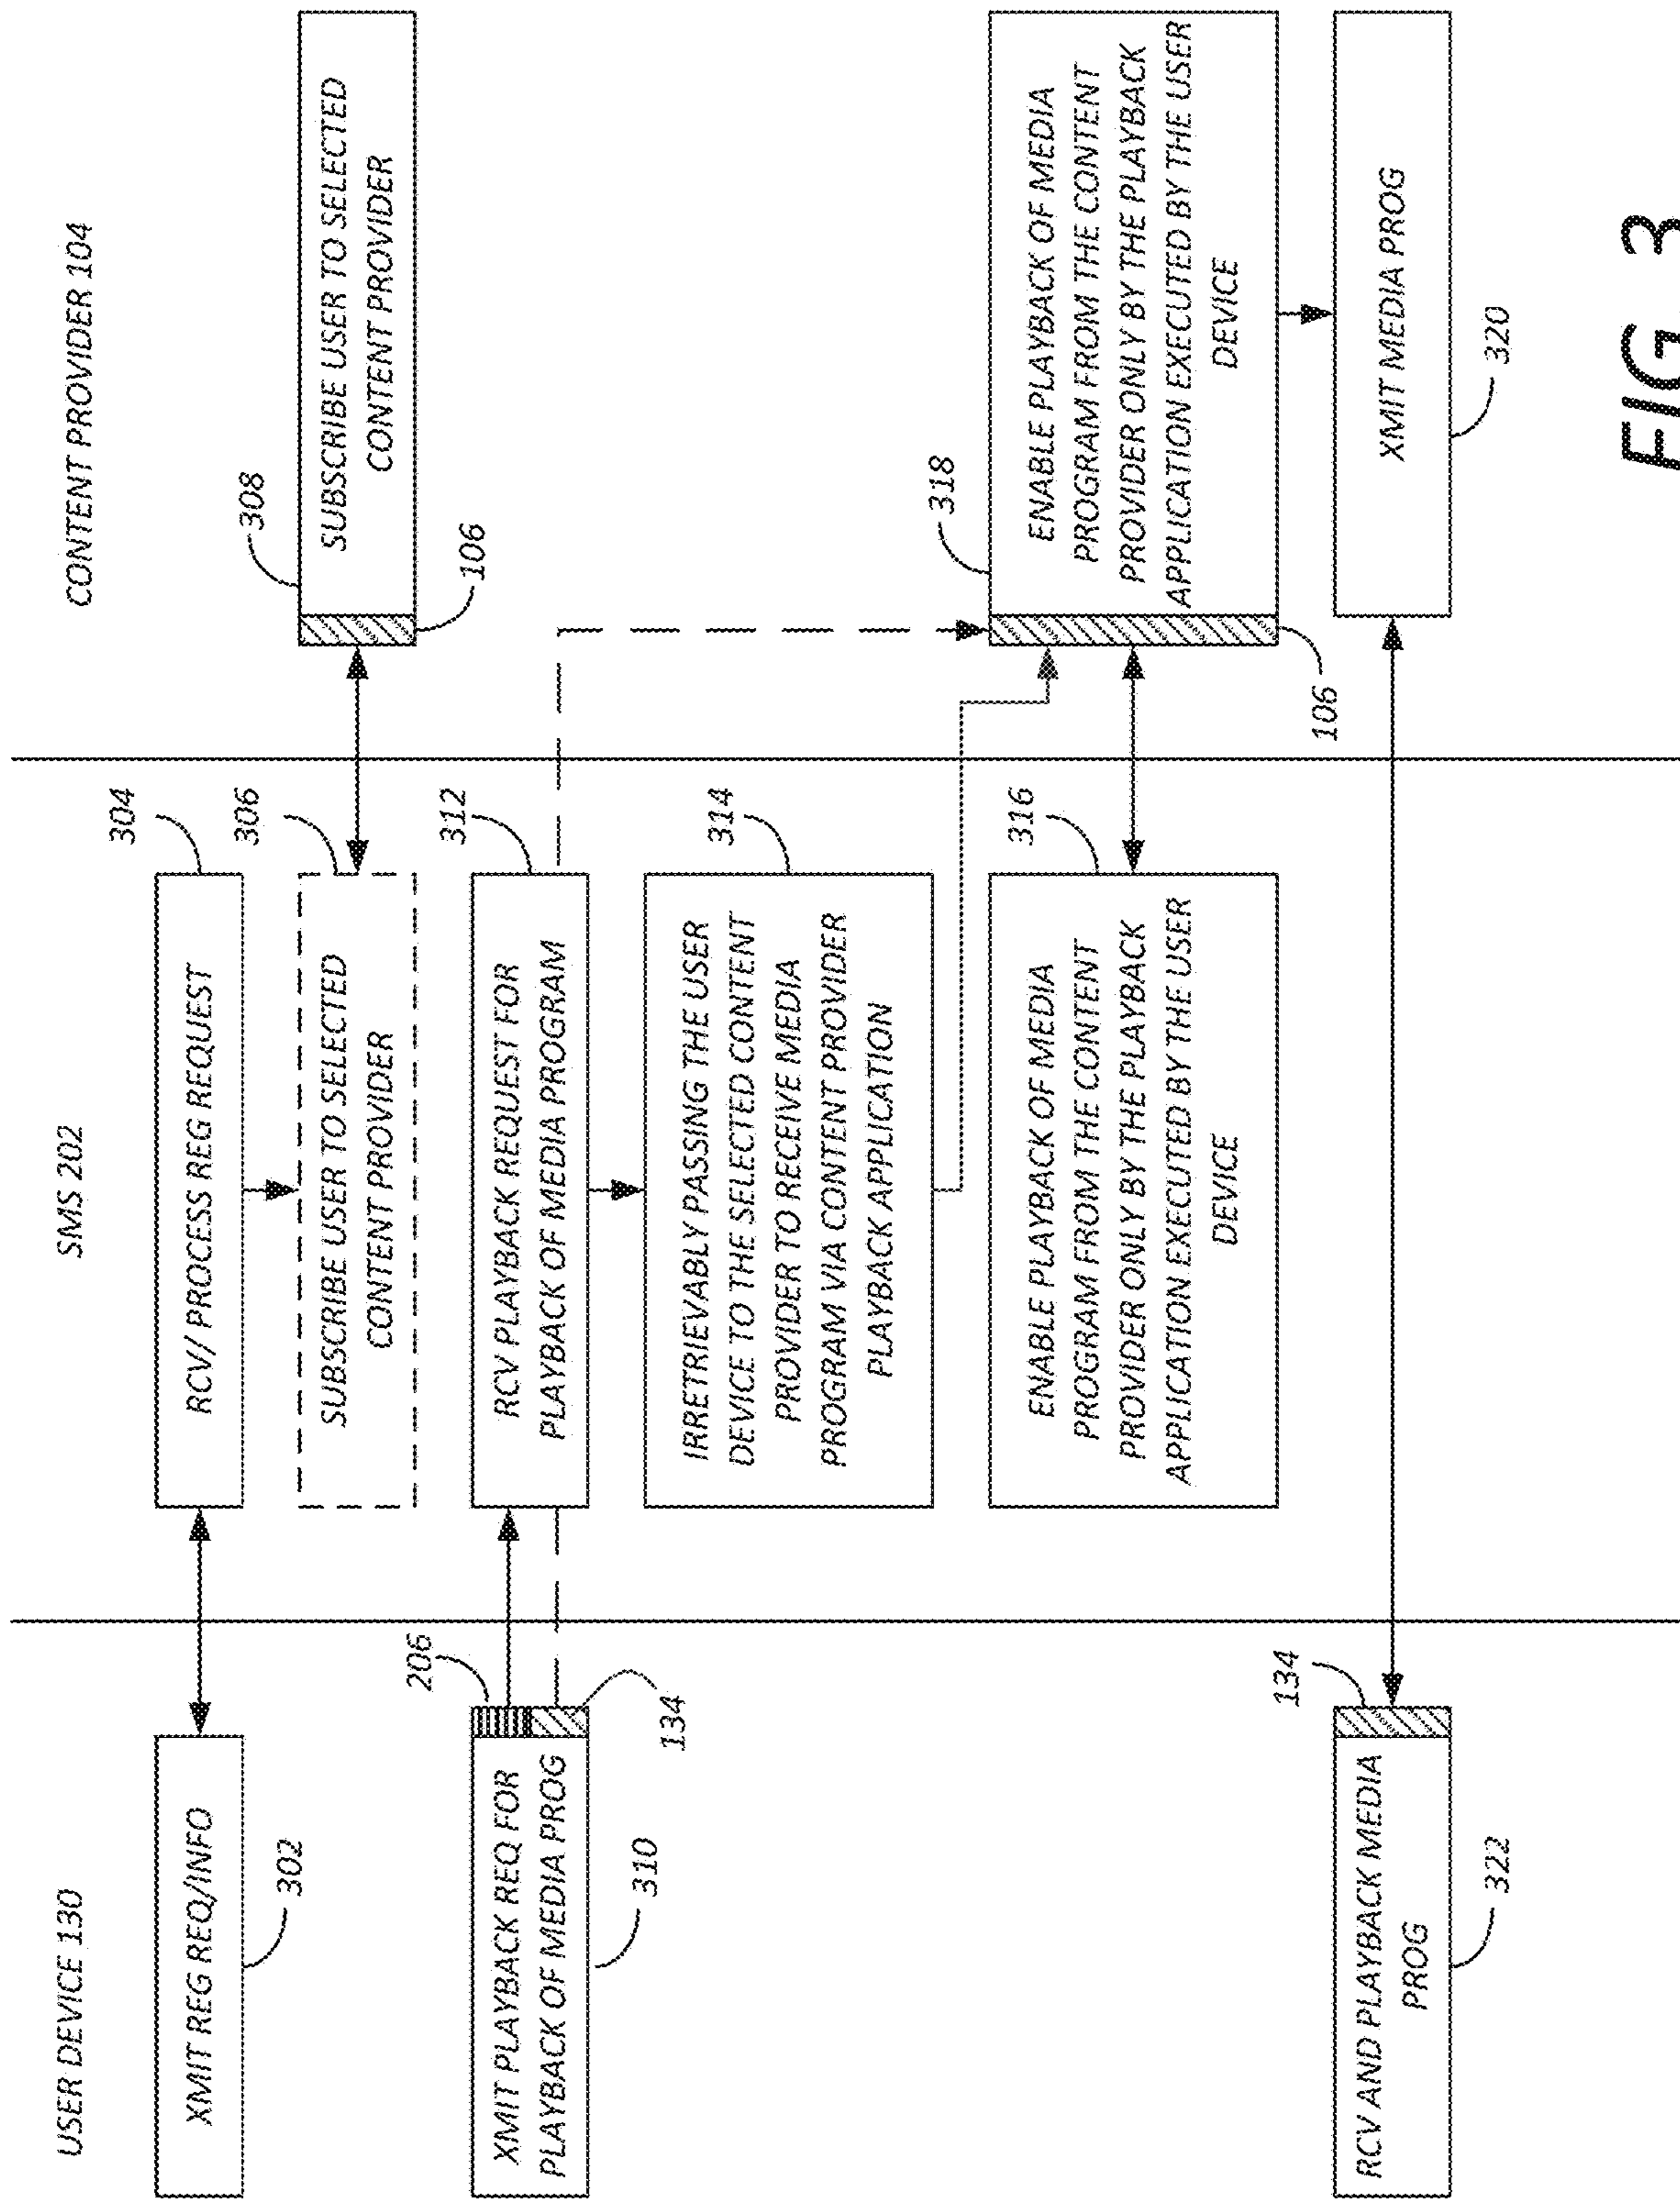 USER DEVICE 130
SMS 202
CONTENT PROVIDER 104
XMIT REG REQ/INFO
302
RCV/ PROCESS REG REQUEST
304
SUBSCRIBE USER TO SELECTED
CONTENT PROVIDER
306
SUBSCRIBE USER TO SELECTED
CONTENT PROVIDER
308
106
XMIT PLAYBACK REQ FOR
PLAYBACK OF MEDIA PROG
206
134
310
RCV PLAYBACK REQUEST FOR
PLAYBACK OF MEDIA PROGRAM
312
IRRETRIEVABLY PASSING THE USER
DEVICE TO THE SELECTED CONTENT
PROVIDER TO RECEIVE MEDIA
PROGRAM VIA CONTENT PROVIDER
PLAYBACK APPLICATION
314
ENABLE PLAYBACK OF MEDIA
PROGRAM FROM THE CONTENT
PROVIDER ONLY BY THE PLAYBACK
APPLICATION EXECUTED BY THE USER
DEVICE
316
ENABLE PLAYBACK OF MEDIA
PROGRAM FROM THE CONTENT
PROVIDER ONLY BY THE PLAYBACK
APPLICATION EXECUTED BY THE USER
DEVICE
318
106
RCV AND PLAYBACK MEDIA
PROG
134
322
XMIT MEDIA PROG
320
FIG. 3